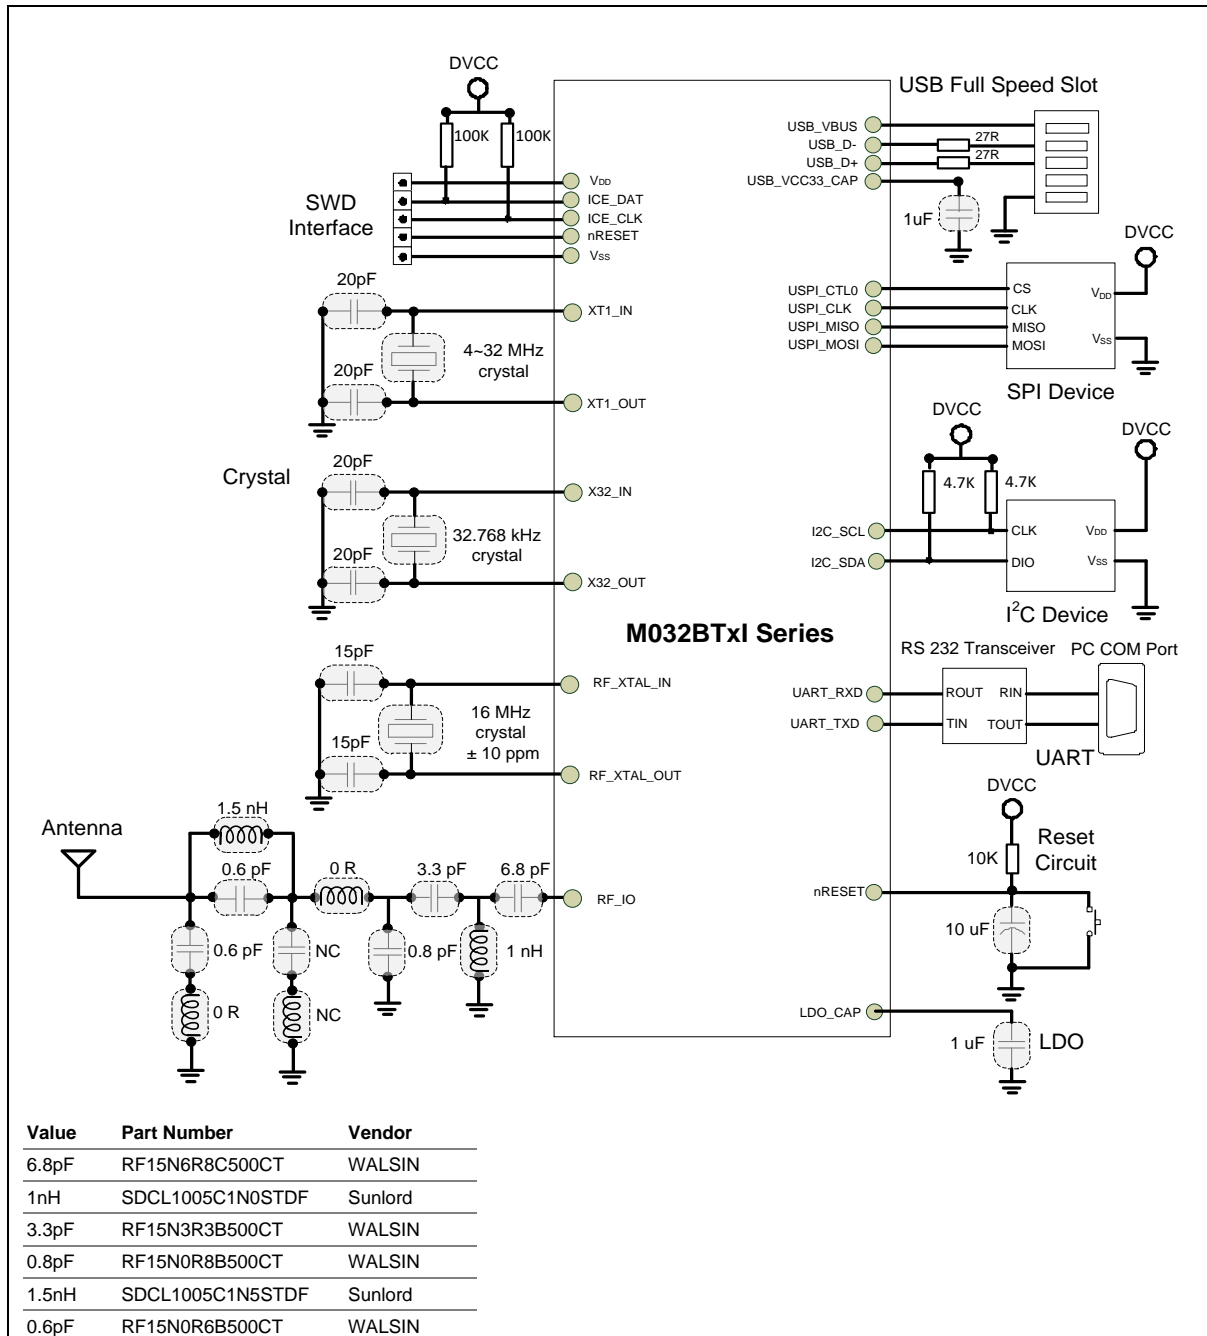 DVCC
100K 100K
SWD
Interface
VDD
ICE_DAT
ICE_CLK
nRESET
VSS
20pF
XT1_IN
4~32 MHz
crystal
20pF
XT1_OUT
Crystal
20pF
X32_IN
32.768 kHz
crystal
20pF
X32_OUT
15pF
RF_XTAL_IN
16 MHz
crystal
± 10 ppm
15pF
RF_XTAL_OUT
Antenna
1.5 nH
0.6 pF
0 R
3.3 pF
6.8 pF
RF_IO
0.6 pF
NC
0.8 pF
1 nH
0 R
NC
M032BTxI Series
USB Full Speed Slot
USB_VBUS
USB_D-
27R
USB_D+
27R
USB_VCC33_CAP
1uF
DVCC
USPI_CTL0
USPI_CLK
USPI_MISO
USPI_MOSI
CS
CLK
MISO
MOSI
VDD
VSS
SPI Device
DVCC
DVCC
4.7K 4.7K
I2C_SCL
I2C_SDA
CLK
DIO
VDD
VSS
I2C Device
RS 232 Transceiver
PC COM Port
UART_RXD
UART_TXD
ROUT RIN
TIN TOUT
UART
DVCC
10K
Reset
Circuit
nRESET
10 uF
LDO_CAP
1 uF
LDO
Value Part Number Vendor
6.8pF RF15N6R8C500CT WALSIN
1nH SDCL1005C1N0STDF Sunlord
3.3pF RF15N3R3B500CT WALSIN
0.8pF RF15N0R8B500CT WALSIN
1.5nH SDCL1005C1N5STDF Sunlord
0.6pF RF15N0R6B500CT WALSIN